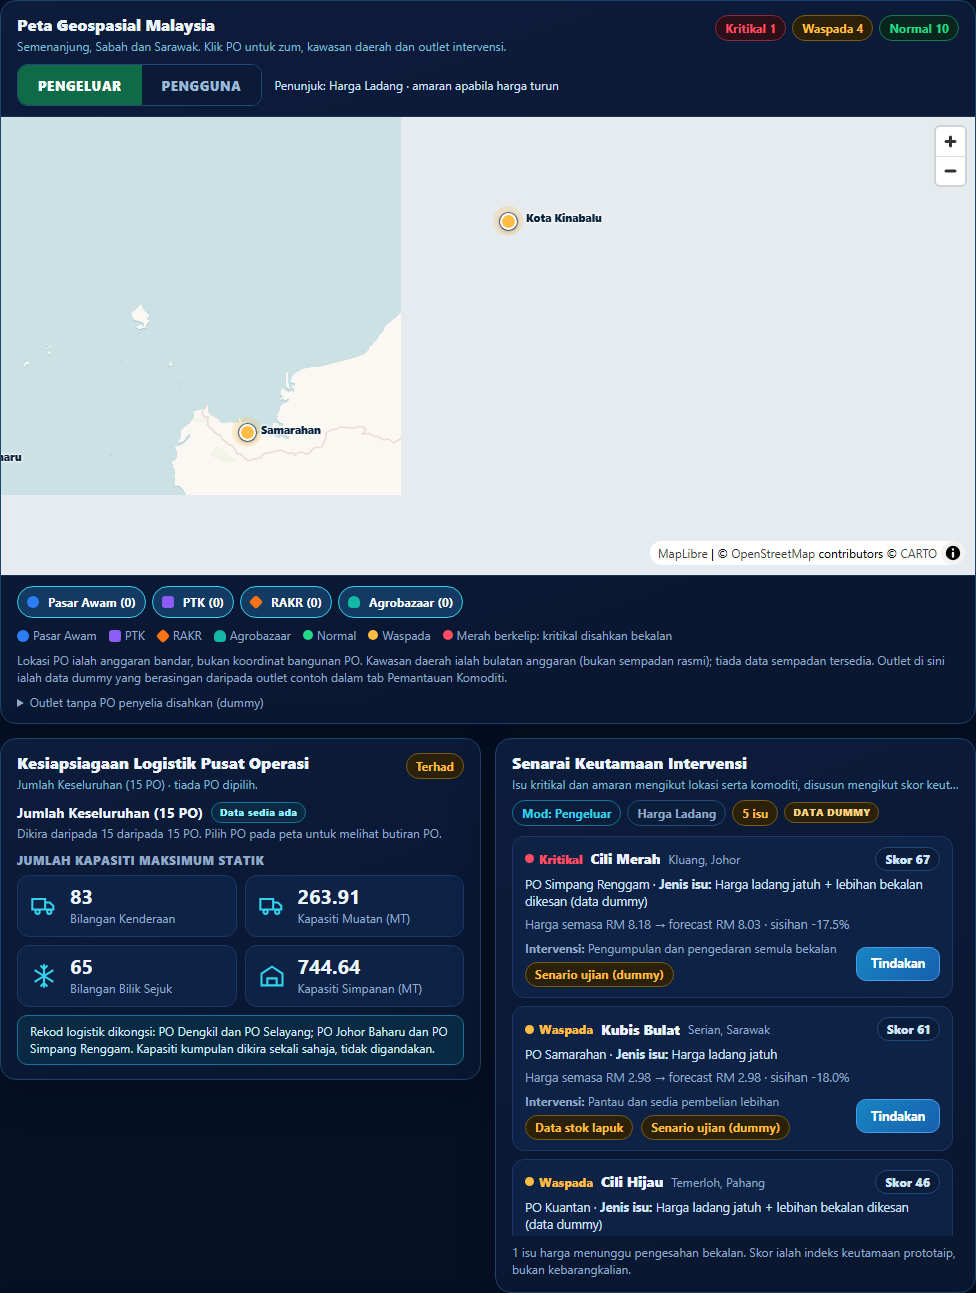 Peta Geospasial Malaysia
Semenanjung, Sabah dan Sarawak. Klik PO untuk zum, kawasan daerah dan outlet intervensi.
Kritikal 1
Waspada 4
Normal 10
PENGELUAR
PENGGUNA
Penunjuk: Harga Ladang · amaran apabila harga turun
+
−
Kota Kinabalu
Samarahan
naru
MapLibre | © OpenStreetMap contributors © CARTO
Pasar Awam (0)
PTK (0)
RAKR (0)
Agrobazaar (0)
Pasar Awam
PTK
RAKR
Agrobazaar
Normal
Waspada
Merah berkelip: kritikal disahkan bekalan
Lokasi PO ialah anggaran bandar, bukan koordinat bangunan PO. Kawasan daerah ialah bulatan anggaran (bukan sempadan rasmi); tiada data sempadan tersedia. Outlet di sini
ialah data dummy yang berasingan daripada outlet contoh dalam tab Pemantauan Komoditi.
Outlet tanpa PO penyelia disahkan (dummy)
Kesiapsiagaan Logistik Pusat Operasi
Terhad
Jumlah Keseluruhan (15 PO) · tiada PO dipilih.
Jumlah Keseluruhan (15 PO)
Data sedia ada
Dikira daripada 15 daripada 15 PO. Pilih PO pada peta untuk melihat butiran PO.
JUMLAH KAPASITI MAKSIMUM STATIK
83
Bilangan Kenderaan
263.91
Kapasiti Muatan (MT)
65
Bilangan Bilik Sejuk
744.64
Kapasiti Simpanan (MT)
Rekod logistik dikongsi: PO Dengkil dan PO Selayang; PO Johor Baharu dan PO
Simpang Renggam. Kapasiti kumpulan dikira sekali sahaja, tidak digandakan.
Senarai Keutamaan Intervensi
Isu kritikal dan amaran mengikut lokasi serta komoditi, disusun mengikut skor keut...
Mod: Pengeluar
Harga Ladang
5 isu
DATA DUMMY
Kritikal Cili Merah Kluang, Johor
Skor 67
PO Simpang Renggam · Jenis isu: Harga ladang jatuh + lebihan bekalan
dikesan (data dummy)
Harga semasa RM 8.18 → forecast RM 8.03 · sisihan -17.5%
Intervensi: Pengumpulan dan pengedaran semula bekalan
Senario ujian (dummy)
Tindakan
Waspada Kubis Bulat Serian, Sarawak
Skor 61
PO Samarahan · Jenis isu: Harga ladang jatuh
Harga semasa RM 2.98 → forecast RM 2.98 · sisihan -18.0%
Intervensi: Pantau dan sedia pembelian lebihan
Data stok lapuk
Senario ujian (dummy)
Tindakan
Waspada Cili Hijau Temerloh, Pahang
Skor 46
PO Kuantan · Jenis isu: Harga ladang jatuh + lebihan bekalan dikesan
(data dummy)
1 isu harga menunggu pengesahan bekalan. Skor ialah indeks keutamaan prototaip,
bukan kebarangkalian.